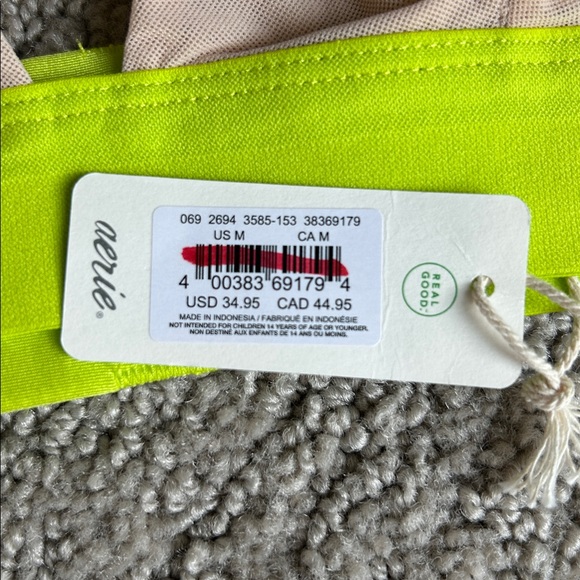 aerie®
069 2694 3585-153 38369179
US M CA M
4 00383 69179 4
USD 34.95 CAD 44.95
MADE IN INDONESIA / FABRIQUÉ EN INDONÉSIE
NOT INTENDED FOR CHILDREN 14 YEARS OF AGE OR YOUNGER.
NON DESTINÉ AUX ENFANTS DE 14 ANS OU MOINS.
REAL
GOOD™